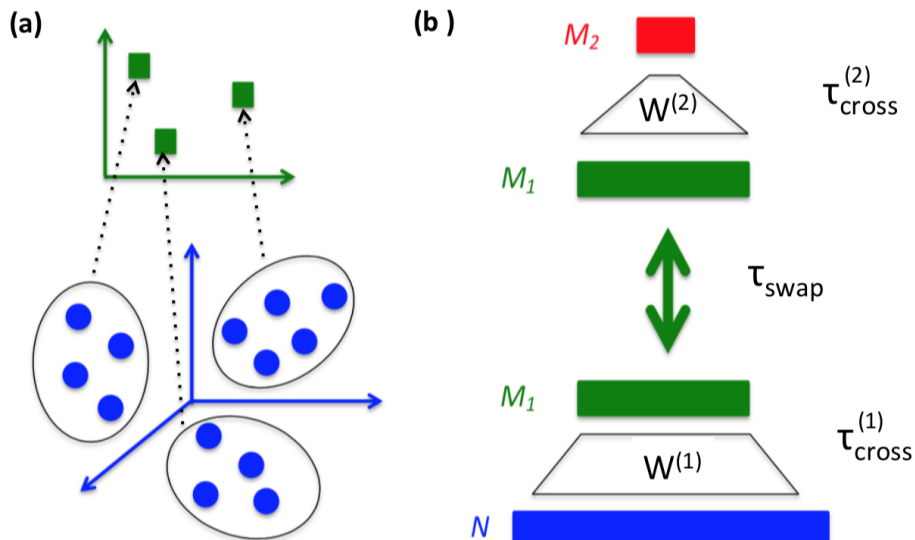 (a)
(b )
M₂
W⁽²⁾
τ⁽²⁾cross
M₁
τswap
M₁
τ⁽¹⁾cross
W⁽¹⁾
N